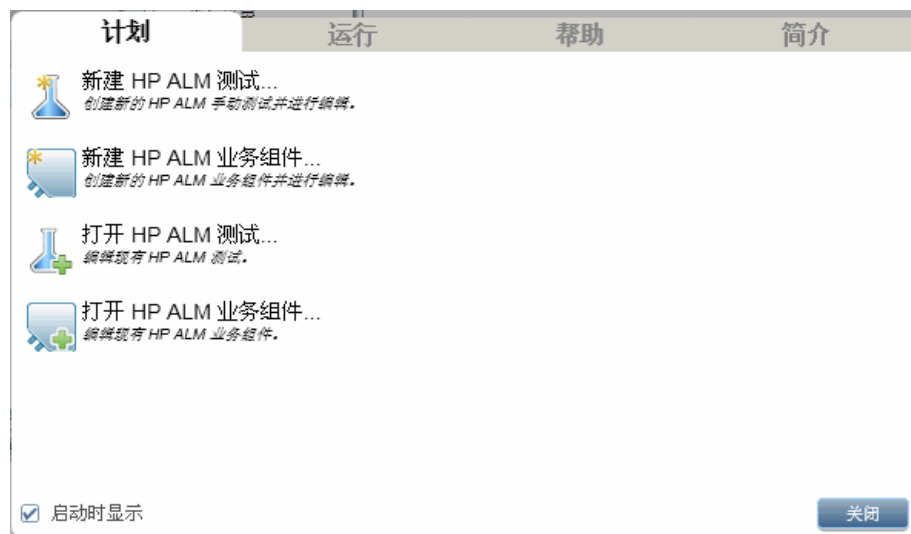 计划 运行 帮助 简介
新建 HP ALM 测试...
创建新的 HP ALM 手动测试并进行编辑。
新建 HP ALM 业务组件...
创建新的 HP ALM 业务组件并进行编辑。
打开 HP ALM 测试...
编辑现有 HP ALM 测试。
打开 HP ALM 业务组件...
编辑现有 HP ALM 业务组件。
启动时显示 关闭